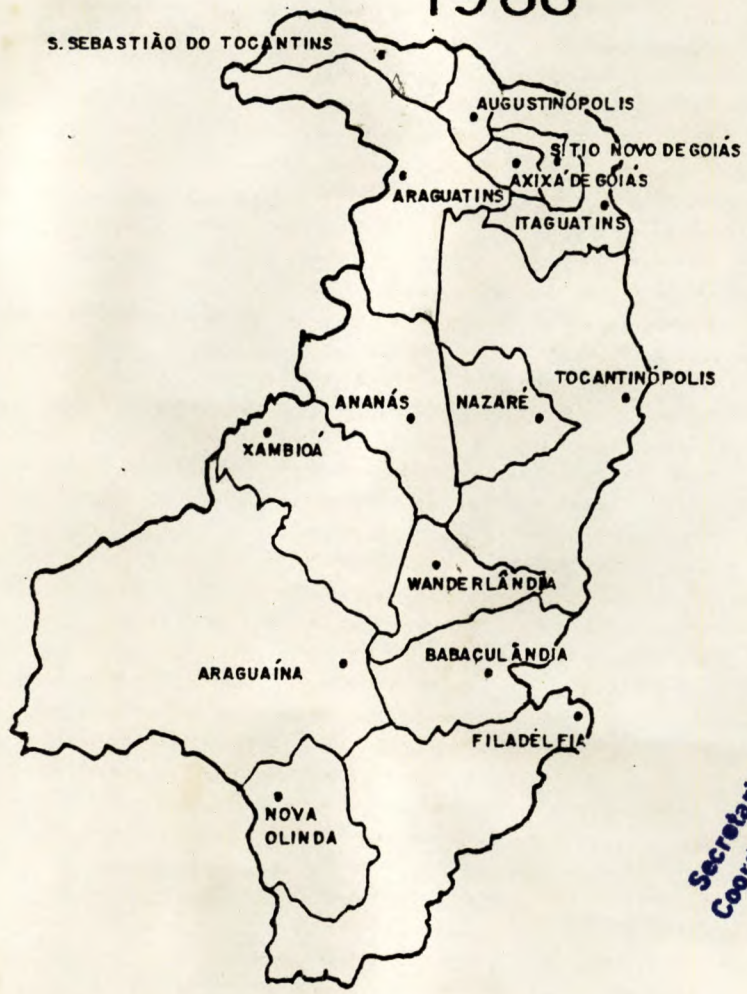 S. SEBASTIÃO DO TOCANTINS
AUGUSTINÓPOLIS
SÍTIO NOVO DE GOIÁS
AXIXÁ DE GOIÁS
ARAGUATINS
ITAGUATINS
TOCANTINÓPOLIS
ANANÁS
NAZARÉ
XAMBIOÁ
WANDERLÂNDIA
BABAÇULÂNDIA
ARAGUAÍNA
FILADÉLFIA
NOVA
OLINDA